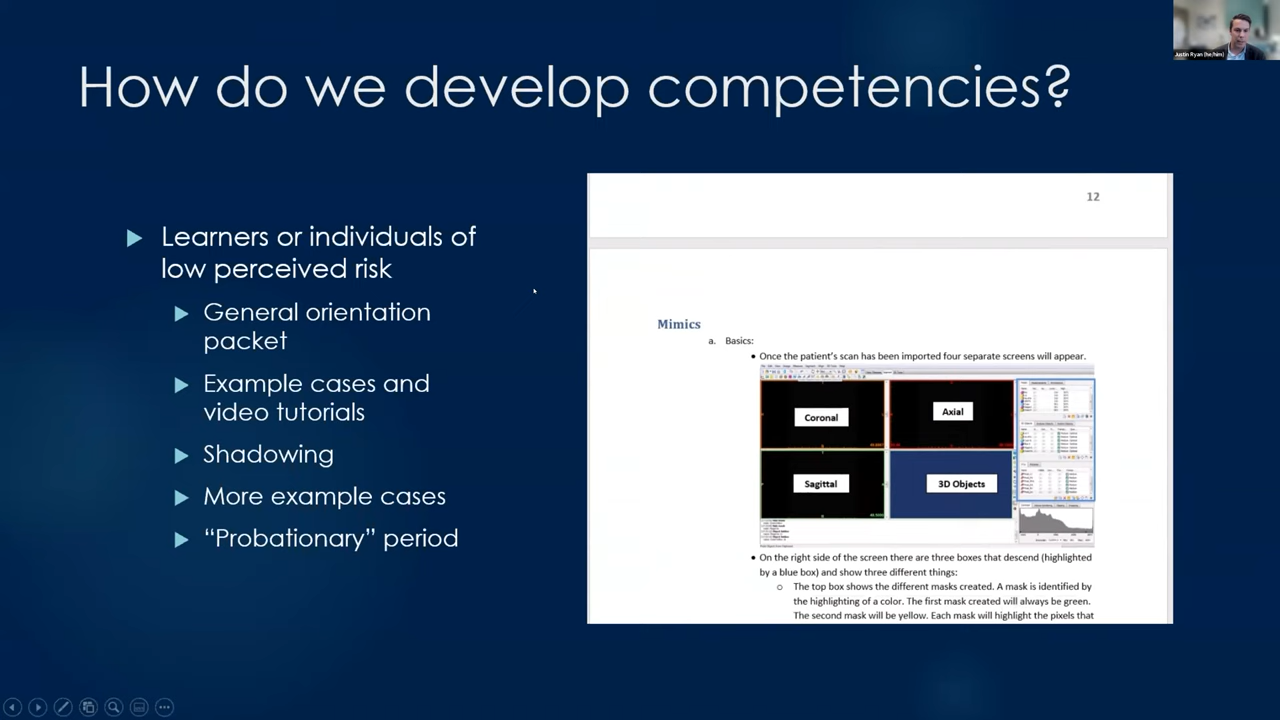 How do we develop competencies?
Justin Ryan (he/him)
Learners or individuals of
low perceived risk
General orientation
packet
Example cases and
video tutorials
Shadowing
More example cases
“Probationary” period
12
Mimics
a. Basics:
• Once the patient’s scan has been imported four separate screens will appear.
Coronal
Axial
Sagittal
3D Objects
• On the right side of the screen there are three boxes that descend (highlighted
by a blue box) and show three different things:
o The top box shows the different masks created. A mask is identified by
the highlighting of a color. The first mask created will always be green.
The second mask will be yellow. Each mask will highlight the pixels that